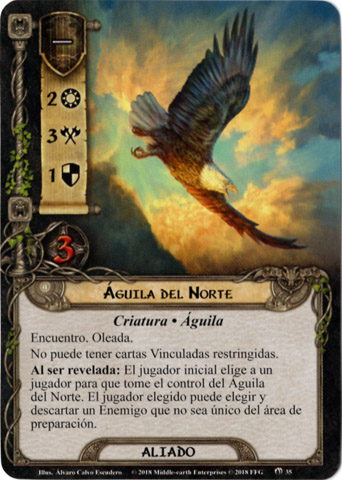 –
2
3
1
3
Águila del Norte
Criatura • Águila
Encuentro. Oleada.
No puede tener cartas Vinculadas restringidas.
Al ser revelada: El jugador inicial elige a un
jugador para que tome el control del Águila
del Norte. El jugador elegido puede elegir y
descartar un Enemigo que no sea único del área de
preparación.
ALIADO
Illus. Álvaro Calvo Escudero © 2018 Middle-earth Enterprises © 2018 FFG 35